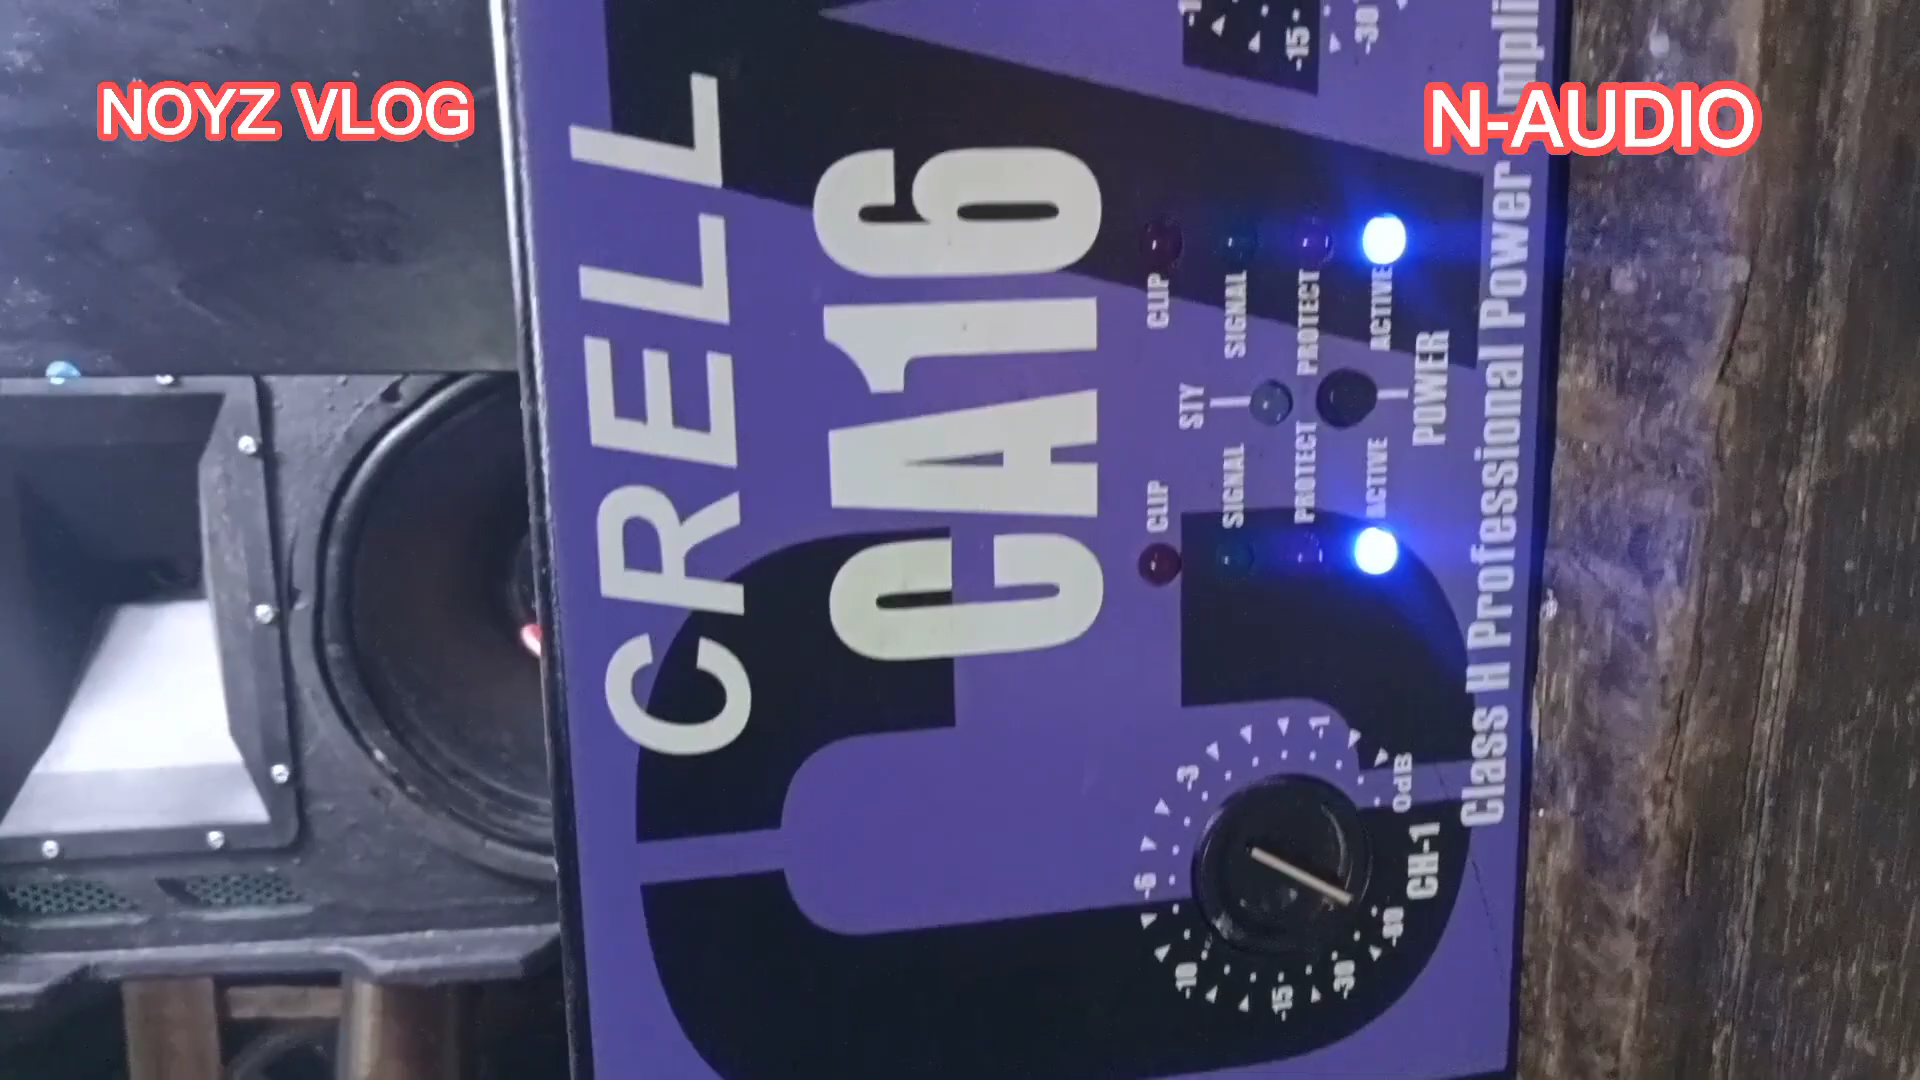 NOYZ VLOG
N-AUDIO
CRELL
CA16
CLIP
SIGNAL
PROTECT
ACTIVE
STY
POWER
CLIP
SIGNAL
PROTECT
ACTIVE
Class H Professional Power Ampli
CH-1
-80
-30
-15
-10
-6
-3
-1
0dB
-15
-30